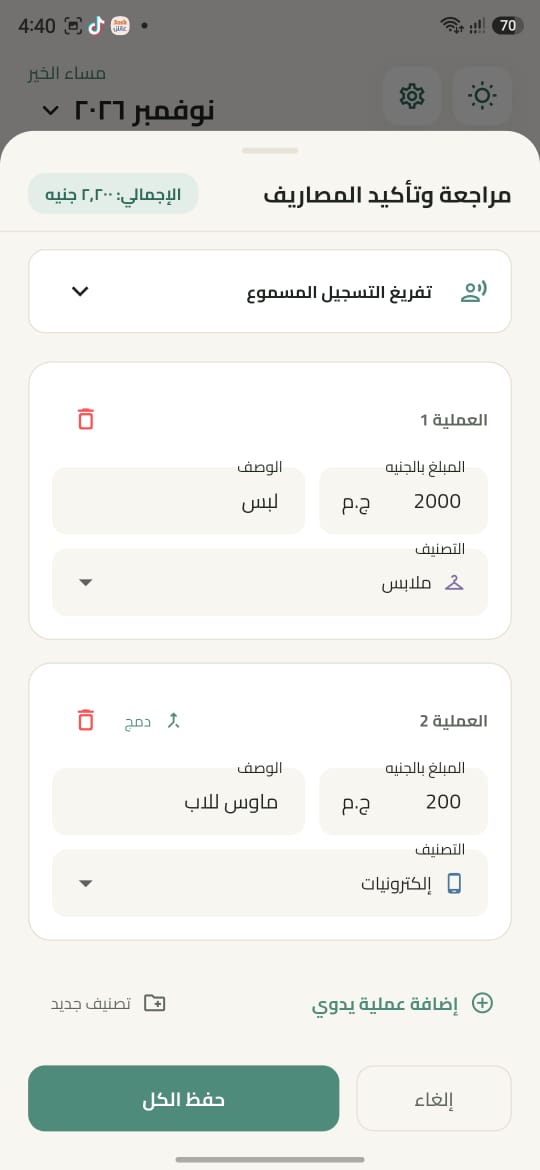 4:40
70
مساء الخير
نوفمبر ٢٠٢٦
مراجعة وتأكيد المصاريف
الإجمالي: ٢,٢٠٠ جنيه
تفريغ التسجيل المسموع
العملية 1
المبلغ بالجنيه
الوصف
2000 ج.م
لبس
التصنيف
ملابس
العملية 2
دمج
المبلغ بالجنيه
الوصف
200 ج.م
ماوس للاب
التصنيف
إلكترونيات
إضافة عملية يدوي
تصنيف جديد
إلغاء
حفظ الكل